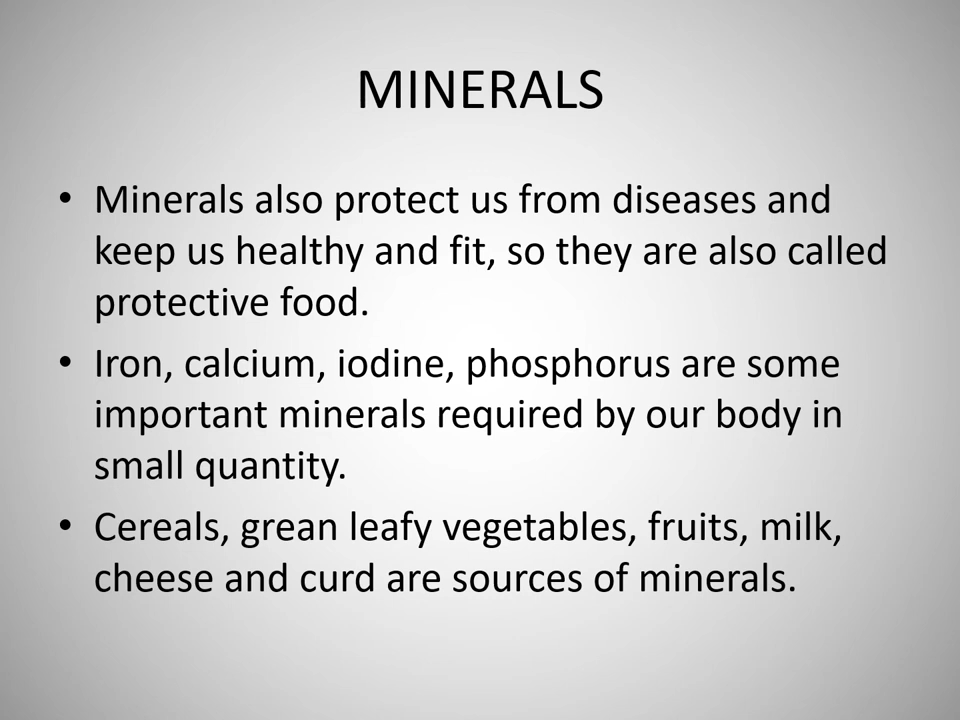 MINERALS
• Minerals also protect us from diseases and
keep us healthy and fit, so they are also called
protective food.
• Iron, calcium, iodine, phosphorus are some
important minerals required by our body in
small quantity.
• Cereals, grean leafy vegetables, fruits, milk,
cheese and curd are sources of minerals.